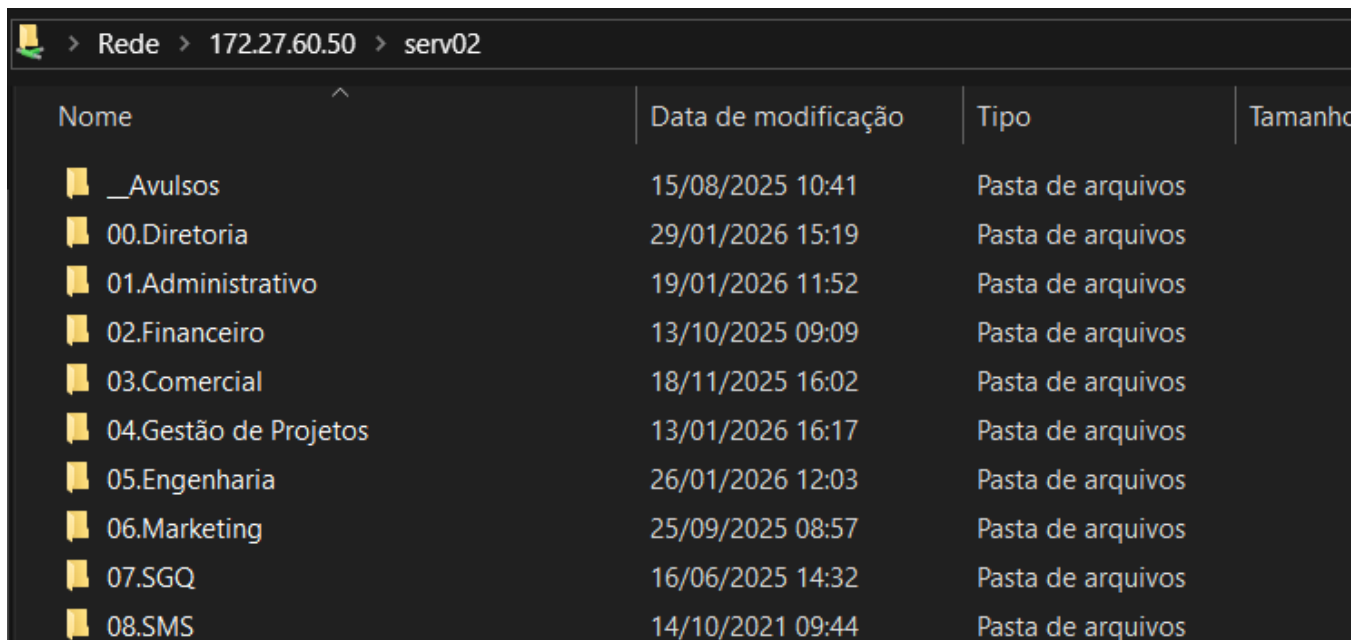 Rede > 172.27.60.50 > serv02
Nome Data de modificação Tipo Tamanho
__Avulsos 15/08/2025 10:41 Pasta de arquivos
00.Diretoria 29/01/2026 15:19 Pasta de arquivos
01.Administrativo 19/01/2026 11:52 Pasta de arquivos
02.Financeiro 13/10/2025 09:09 Pasta de arquivos
03.Comercial 18/11/2025 16:02 Pasta de arquivos
04.Gestão de Projetos 13/01/2026 16:17 Pasta de arquivos
05.Engenharia 26/01/2026 12:03 Pasta de arquivos
06.Marketing 25/09/2025 08:57 Pasta de arquivos
07.SGQ 16/06/2025 14:32 Pasta de arquivos
08.SMS 14/10/2021 09:44 Pasta de arquivos